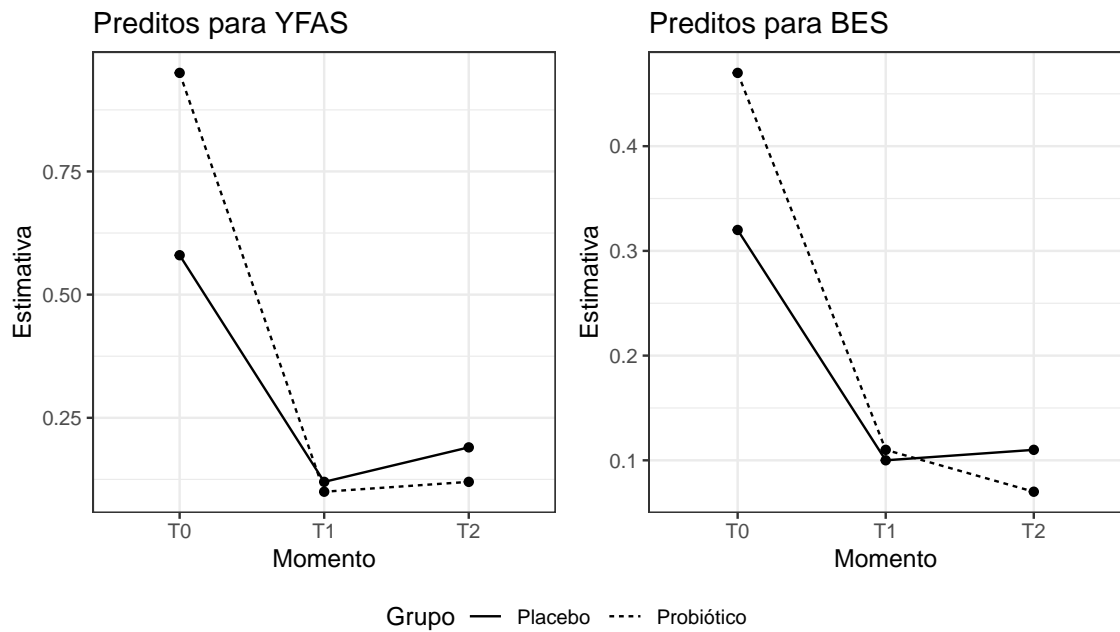 Preditos para YFAS
Estimativa
0.75
0.50
0.25
T0 T1 T2
Momento
Preditos para BES
Estimativa
0.4
0.3
0.2
0.1
T0 T1 T2
Momento
Grupo Placebo Probiótico